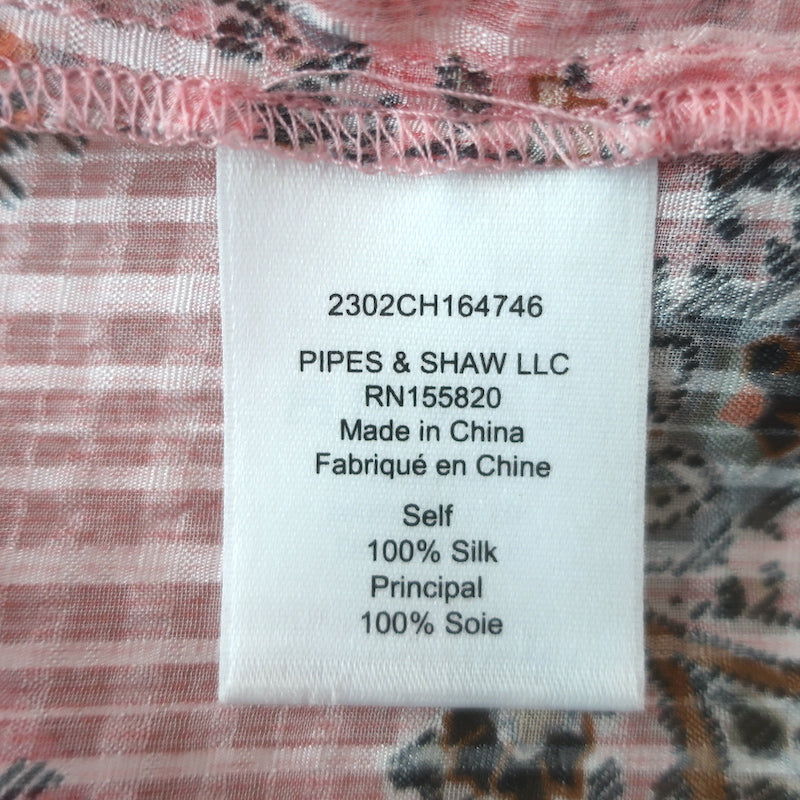 2302CH164746
PIPES & SHAW LLC
RN155820
Made in China
Fabriqué en Chine
Self
100% Silk
Principal
100% Soie